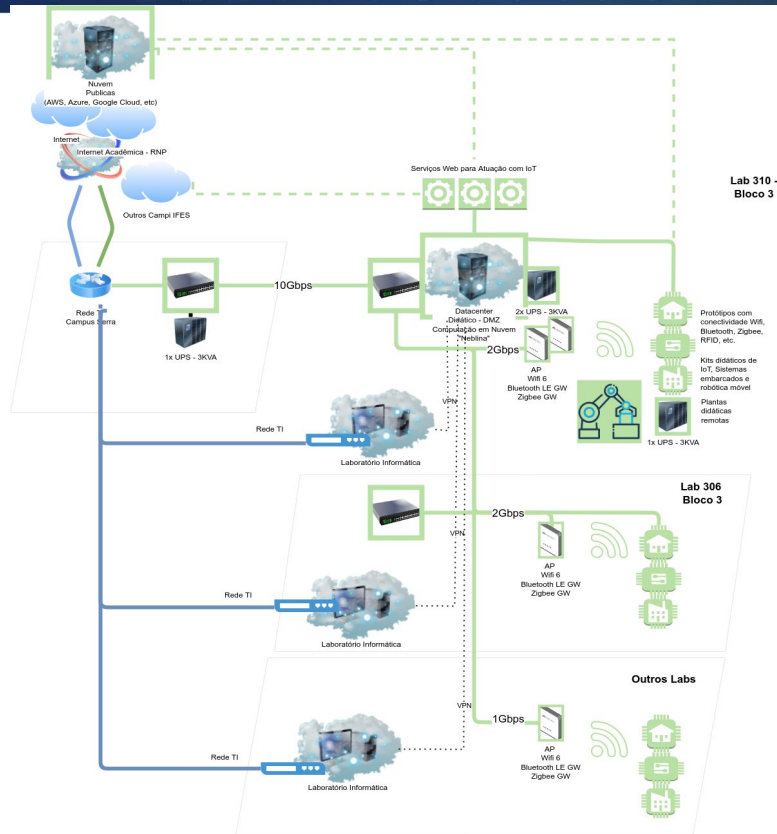 Nuvem
Publicas
(AWS, Azure, Google Cloud, etc)
Internet
Internet Acadêmica - RNP
Outros Campi IFES
Serviços Web para Atuação com IoT
Lab 310 -
Bloco 3
Rede TI
Campus Serra
10Gbps
1x UPS - 3KVA
Datacenter
Didático - DMZ
Computação em Nuvem
"Neblina"
2x UPS - 3KVA
2Gbps
AP
Wifi 6
Bluetooth LE GW
Zigbee GW
Protótipos com
conectividade Wifi,
Bluetooth, Zigbee,
RFID, etc.
Kits didáticos de
IoT, Sistemas
embarcados e
robótica móvel
Plantas
didáticas
remotas
1x UPS - 3KVA
VPN
Rede TI
Laboratório Informática
Lab 306
Bloco 3
2Gbps
VPN
AP
Wifi 6
Bluetooth LE GW
Zigbee GW
Rede TI
Laboratório Informática
Outros Labs
VPN
1Gbps
AP
Wifi 6
Bluetooth LE GW
Zigbee GW
Rede TI
Laboratório Informática